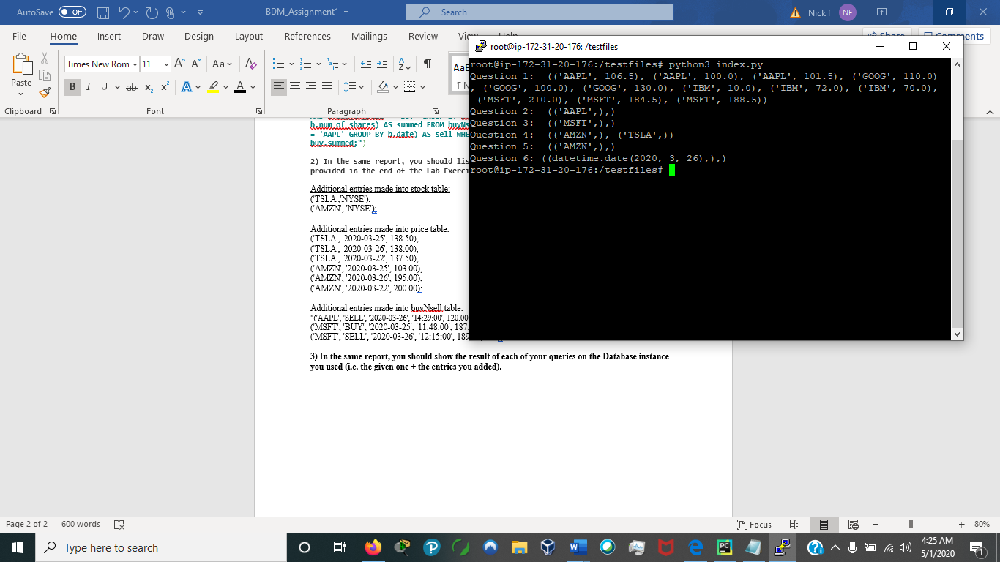 AutoSave Off BDM_Assignment1 Search Nick f NF
File Home Insert Draw Design Layout References Mailings Review View Help Share Comments
Paste Times New Rom 11 A A Aa A
B I U ab x2 x2 A A
Clipboard Font Paragraph
root@ip-172-31-20-176: /testfiles
root@ip-172-31-20-176:/testfiles# python3 index.py
Question 1:  (('AAPL', 106.5), ('AAPL', 100.0), ('AAPL', 101.5), ('GOOG', 110.0)
, ('GOOG', 100.0), ('GOOG', 130.0), ('IBM', 10.0), ('IBM', 72.0), ('IBM', 70.0),
 ('MSFT', 210.0), ('MSFT', 184.5), ('MSFT', 188.5))
Question 2:  (('AAPL',),)
Question 3:  (('MSFT',),)
Question 4:  (('AMZN',), ('TSLA',))
Question 5:  (('AMZN',),)
Question 6: ((datetime.date(2020, 3, 26),),)
root@ip-172-31-20-176:/testfiles#
b.num_of_shares) AS summed FROM buyNs
= 'AAPL' GROUP BY b.date) AS sell WHE
buy.summed;")
2) In the same report, you should lis
provided in the end of the Lab Exerci
Additional entries made into stock table:
('TSLA','NYSE'),
('AMZN', 'NYSE');
Additional entries made into price table:
('TSLA', '2020-03-25', 138.50),
('TSLA', '2020-03-26', 138.00),
('TSLA', '2020-03-22', 137.50),
('AMZN', '2020-03-25', 103.00),
('AMZN', '2020-03-26', 195.00),
('AMZN', '2020-03-22', 200.00);
Additional entries made into buyNsell table:
"('AAPL', 'SELL', '2020-03-26', '14:29:00', 120.00
('MSFT', 'BUY', '2020-03-25', '11:48:00', 187.
('MSFT', 'SELL', '2020-03-26', '12:15:00', 189
3) In the same report, you should show the result of each of your queries on the Database instance
you used (i.e. the given one + the entries you added).
Page 2 of 2 600 words Focus 80%
Type here to search 4:25 AM
5/1/2020